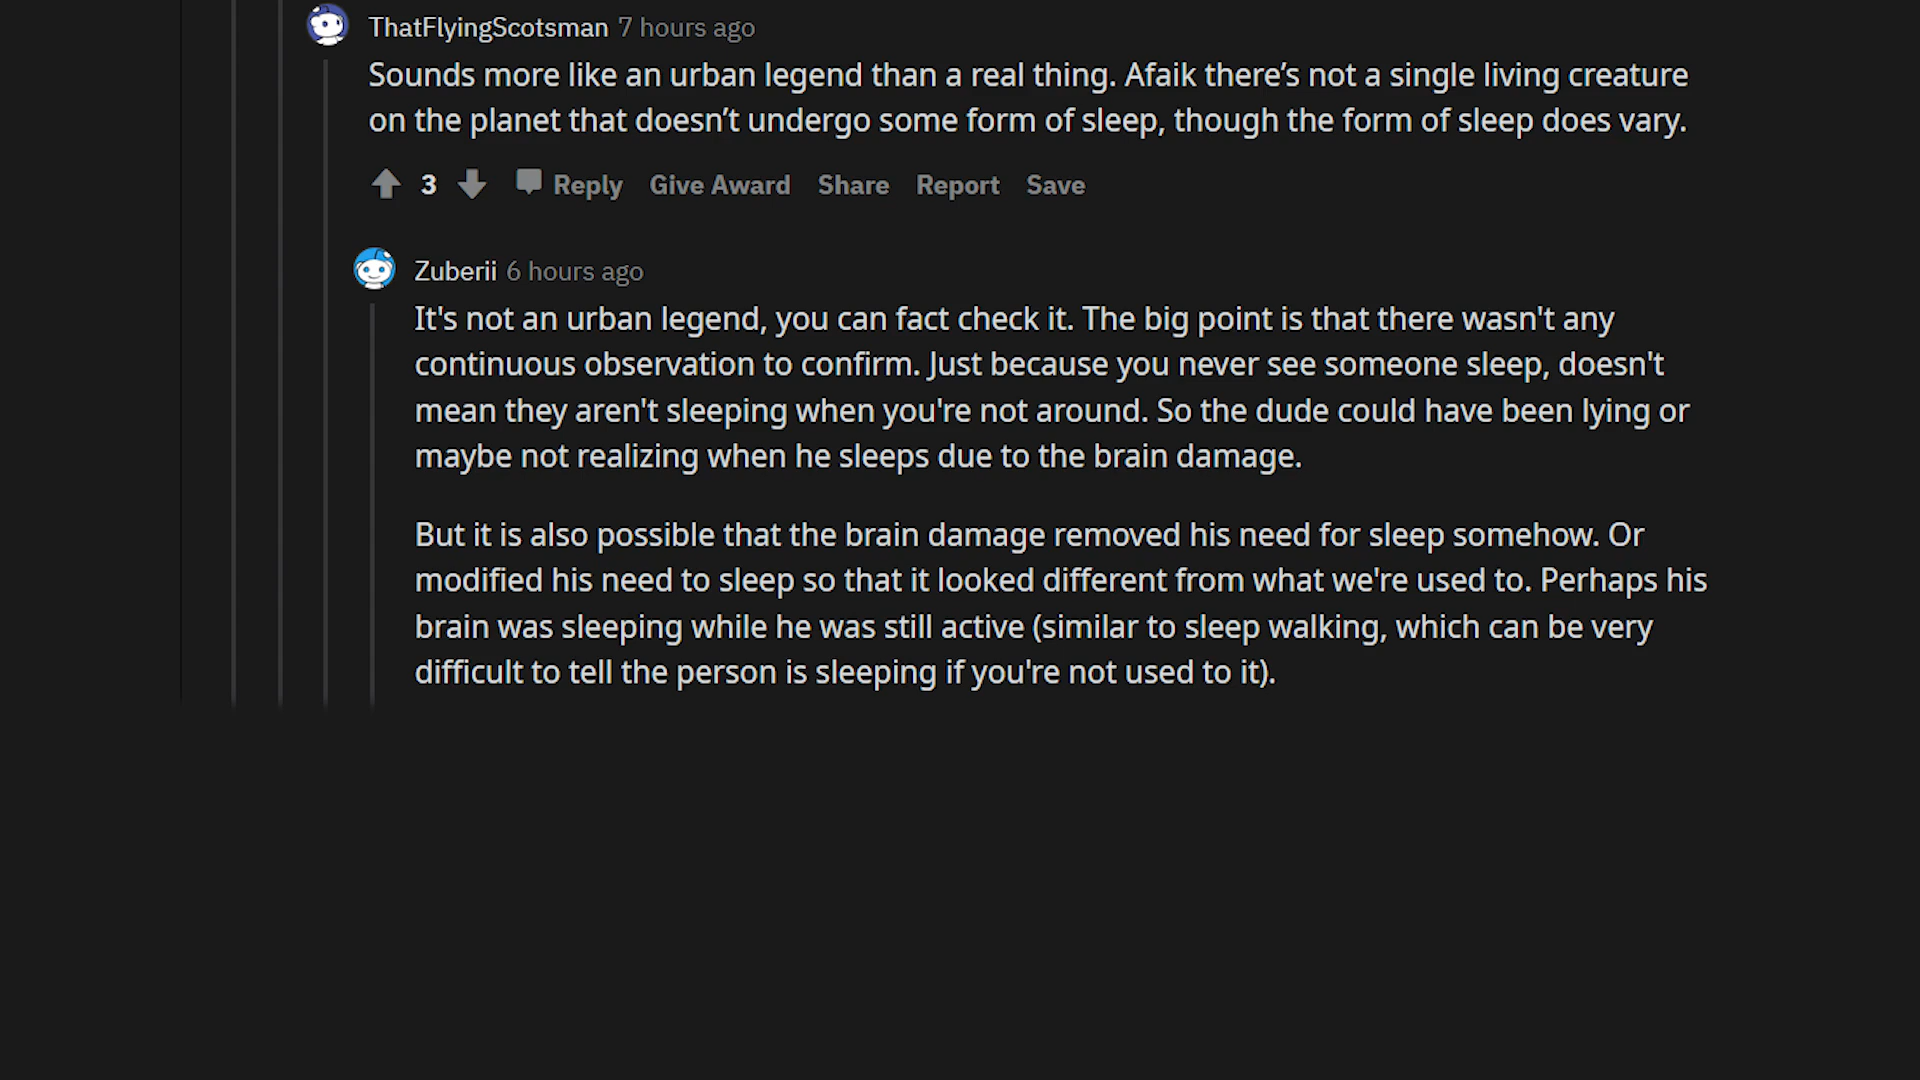 ThatFlyingScotsman 7 hours ago
Sounds more like an urban legend than a real thing. Afaik there’s not a single living creature
on the planet that doesn’t undergo some form of sleep, though the form of sleep does vary.
3 Reply Give Award Share Report Save
Zuberii 6 hours ago
It's not an urban legend, you can fact check it. The big point is that there wasn't any
continuous observation to confirm. Just because you never see someone sleep, doesn't
mean they aren't sleeping when you're not around. So the dude could have been lying or
maybe not realizing when he sleeps due to the brain damage.
But it is also possible that the brain damage removed his need for sleep somehow. Or
modified his need to sleep so that it looked different from what we're used to. Perhaps his
brain was sleeping while he was still active (similar to sleep walking, which can be very
difficult to tell the person is sleeping if you're not used to it).